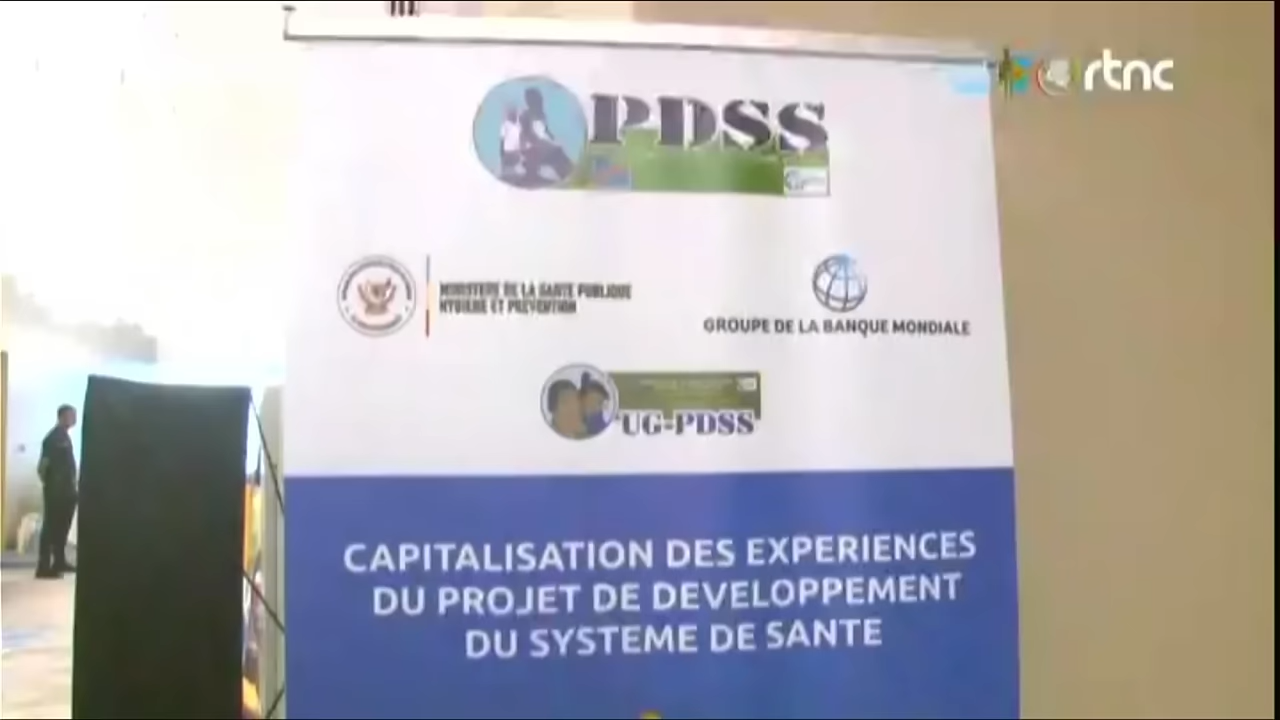 rtnc
PDSS
MINISTERE DE LA SANTE PUBLIQUE
HYGIENE ET PREVENTION
GROUPE DE LA BANQUE MONDIALE
UG-PDSS
CAPITALISATION DES EXPERIENCES
DU PROJET DE DEVELOPPEMENT
DU SYSTEME DE SANTE